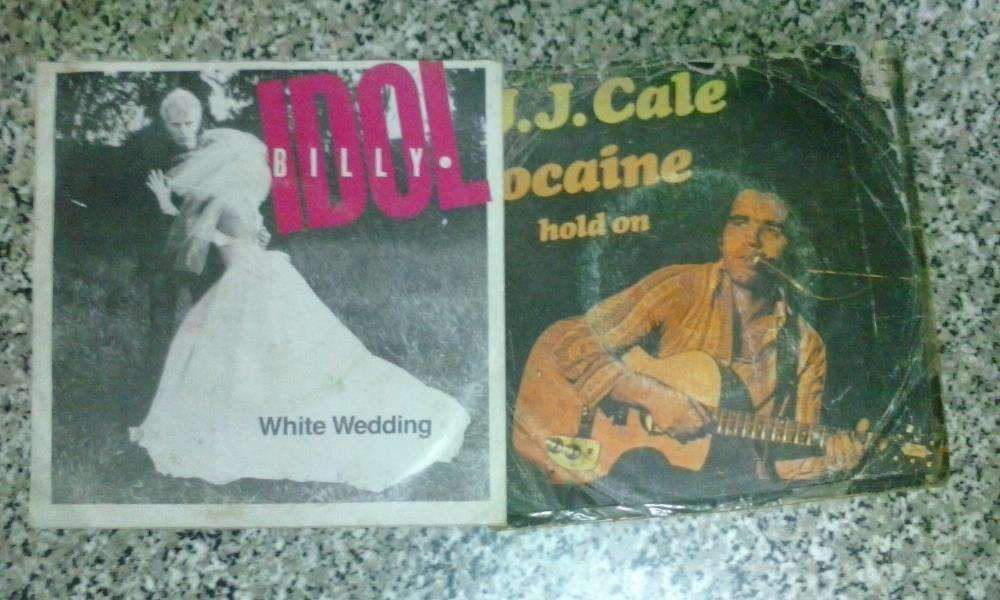 IDOL
BILLY.
White Wedding
J.J. Cale
ocaine
hold on